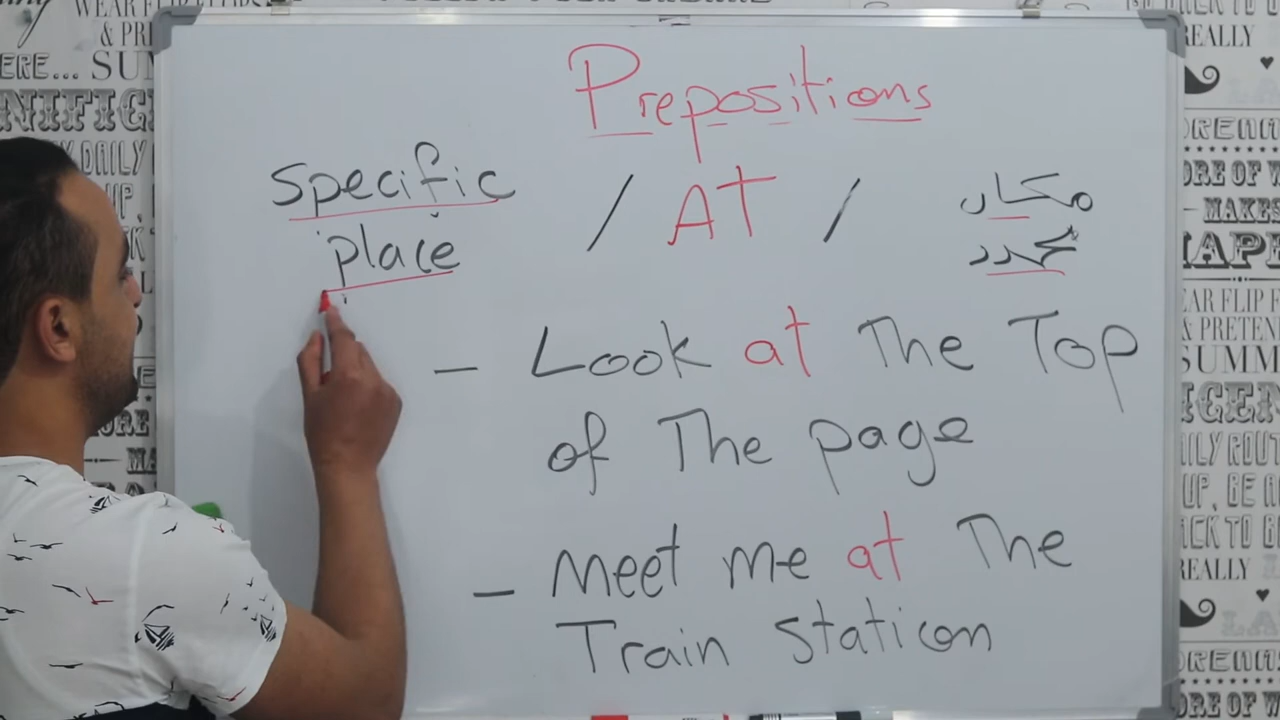 Prepositions
specific / AT / مكان
place محدد
- Look at The Top
of The page
- Meet me at The
Train station